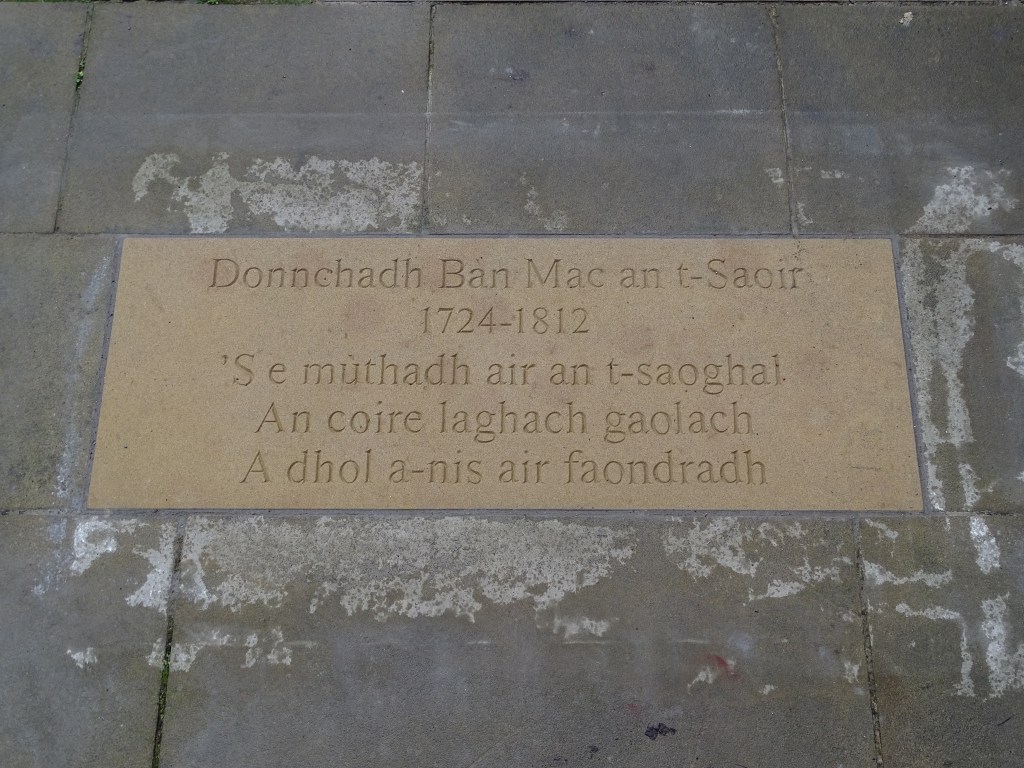 Donnchadh Bàn Mac an t-Saoir
1724-1812
'S e mùthadh air an t-saoghal
An coire laghach gaolach
A dhol a-nis air faondradh